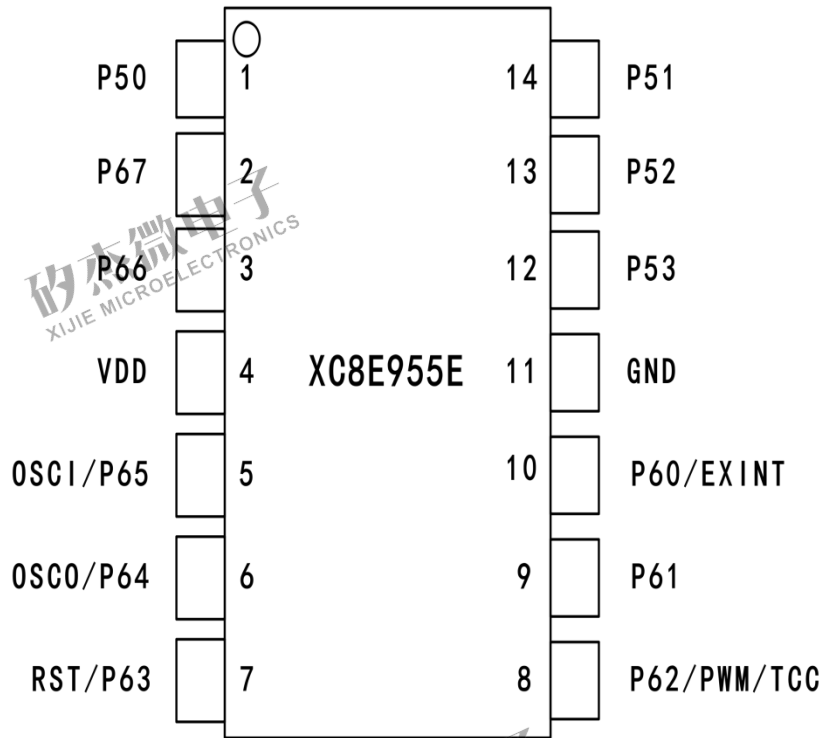 P50 1 14 P51
P67 2 13 P52
P66 3 12 P53
矽杰微电子
XIJIE MICROELECTRONICS
VDD 4 XC8E955E 11 GND
OSCI/P65 5 10 P60/EXINT
OSCO/P64 6 9 P61
RST/P63 7 8 P62/PWM/TCC